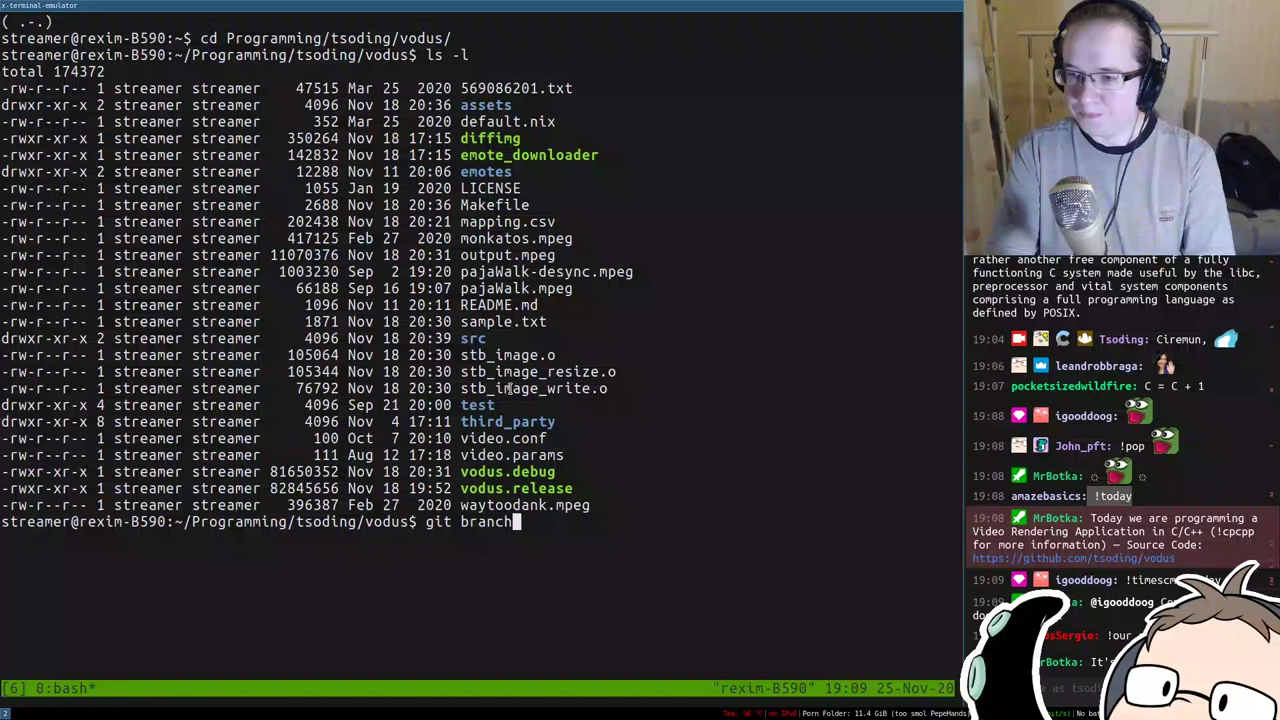 x-terminal-emulator
( .-.)
streamer@rexim-B590:~$ cd Programming/tsoding/vodus/
streamer@rexim-B590:~/Programming/tsoding/vodus$ ls -l
total 174372
-rw-r--r-- 1 streamer streamer 47515 Mar 25 2020 569086201.txt
drwxr-xr-x 2 streamer streamer 4096 Nov 18 20:36 assets
-rw-r--r-- 1 streamer streamer 352 Mar 25 2020 default.nix
-rwxr-xr-x 1 streamer streamer 350264 Nov 18 17:15 diffimg
-rwxr-xr-x 1 streamer streamer 142832 Nov 18 17:15 emote_downloader
drwxr-xr-x 2 streamer streamer 12288 Nov 11 20:06 emotes
-rw-r--r-- 1 streamer streamer 1055 Jan 19 2020 LICENSE
-rw-r--r-- 1 streamer streamer 2688 Nov 18 20:36 Makefile
-rw-r--r-- 1 streamer streamer 202438 Nov 18 20:21 mapping.csv
-rw-r--r-- 1 streamer streamer 417125 Feb 27 2020 monkatos.mpeg
-rw-r--r-- 1 streamer streamer 11070376 Nov 18 20:31 output.mpeg
-rw-r--r-- 1 streamer streamer 1003230 Sep 2 19:20 pajaWalk-desync.mpeg
-rw-r--r-- 1 streamer streamer 66188 Sep 16 19:07 pajaWalk.mpeg
-rw-r--r-- 1 streamer streamer 1096 Nov 11 20:11 README.md
-rw-r--r-- 1 streamer streamer 1871 Nov 18 20:30 sample.txt
drwxr-xr-x 2 streamer streamer 4096 Nov 18 20:39 src
-rw-r--r-- 1 streamer streamer 105064 Nov 18 20:30 stb_image.o
-rw-r--r-- 1 streamer streamer 105544 Nov 18 20:30 stb_image_resize.o
-rw-r--r-- 1 streamer streamer 76792 Nov 18 20:30 stb_image_write.o
drwxr-xr-x 4 streamer streamer 4096 Sep 21 20:00 test
drwxr-xr-x 8 streamer streamer 4096 Nov 4 17:11 third_party
-rw-r--r-- 1 streamer streamer 100 Oct 7 20:10 video.conf
-rw-r--r-- 1 streamer streamer 111 Aug 12 17:18 video.params
-rwxr-xr-x 1 streamer streamer 81650352 Nov 18 20:31 vodus.debug
-rwxr-xr-x 1 streamer streamer 82845856 Nov 18 19:52 vodus.release
-rw-r--r-- 1 streamer streamer 396387 Feb 27 2020 waytoodank.mpeg
streamer@rexim-B590:~/Programming/tsoding/vodus$ git branch
[6] 0:bash* "rexim-B590" 19:09 25-Nov-20
rather another free component of a fully
functioning C system made useful by the libc,
preprocessor and vital system components
comprising a full programming language as
defined by POSIX.
19:04 Tsoding: Ciremun,
19:06 leandrobbraga:
19:07 pocketsizedwildfire: C = C + 1
19:08 igooddoog:
19:08 John_pft: !pop
19:08 MrBotka:
19:08 amazebasics: !today
19:08 MrBotka: Today we are programming a
Video Rendering Application in C/C++ (!cpcpp
for more information) — Source Code:
https://github.com/tsoding/vodus
19:09 igooddoog:
19:09 @igooddoog
2 no IPv6 Porn Folder: 11.4 GiB (too smol PepeHands)